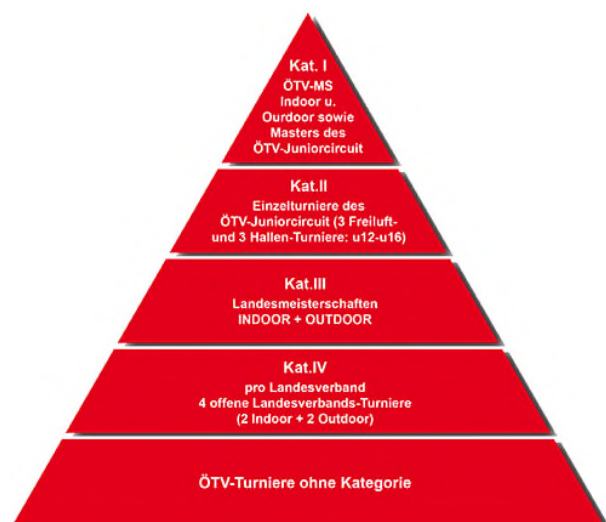 Kat. I
ÖTV-MS
Indoor u.
Ourdoor sowie
Masters des
ÖTV-Juniorcircuit
Kat.II
Einzelturniere des
ÖTV-Juniorcircuit (3 Freiluft-
und 3 Hallen-Turniere: u12-u16)
Kat.III
Landesmeisterschaften
INDOOR + OUTDOOR
Kat.IV
pro Landesverband
4 offene Landesverbands-Turniere
(2 Indoor + 2 Outdoor)
ÖTV-Turniere ohne Kategorie